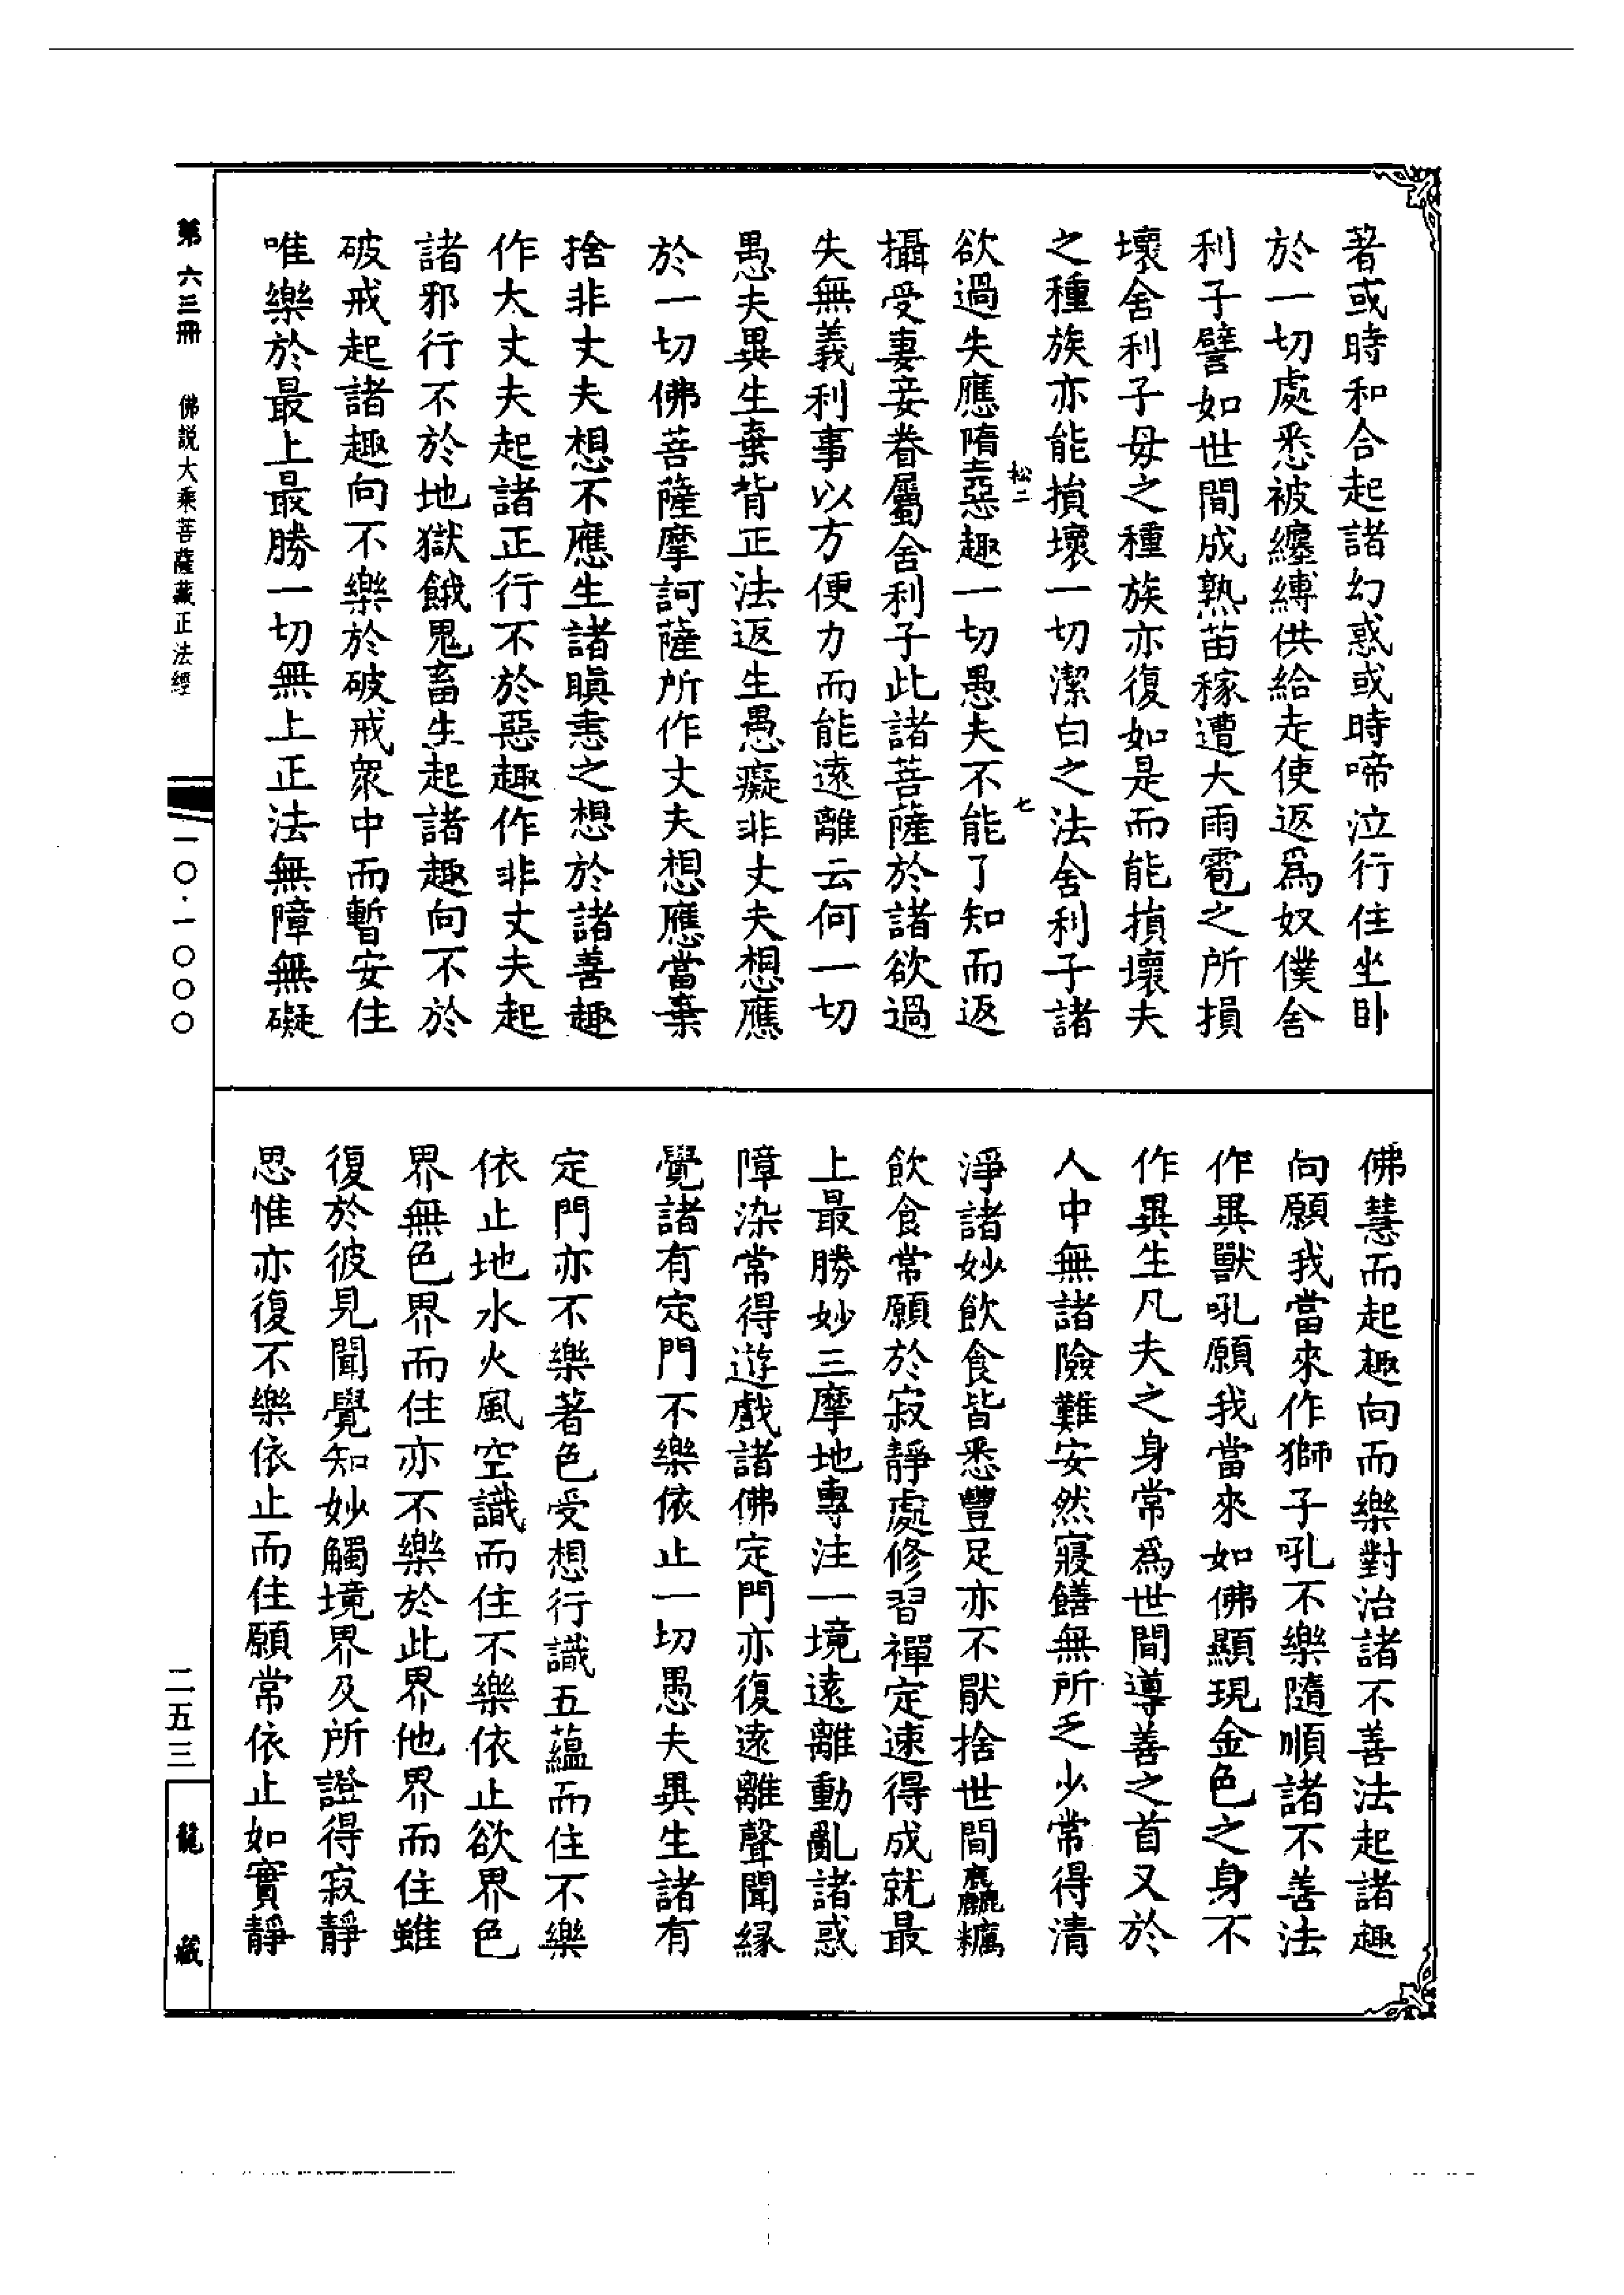 著或時和合起諸幻惑或時啼泣行住坐卧
於一切處悉被纏縛供給走使返爲奴僕舍
利子譬如世間成熟苗稼遭大雨雹之所損
壞舍利子母之種族亦復如是而能損壞夫
之種族亦能損壞一切潔白之法舍利子諸
松二 七
欲過失應墮惡趣一切愚夫不能了知而返
攝受妻妾眷屬舍利子此諸菩薩於諸欲過
失無義利事以方便力而能遠離云何一切
愚夫異生棄背正法返生愚癡非丈夫想應
於一切佛菩薩摩訶薩所作丈夫想應當棄
捨非丈夫想不應生諸瞋恚之想於諸善趣
作大丈夫起諸正行不於惡趣作非丈夫起
諸邪行不於地獄餓鬼畜生起諸趣向不於
破戒起諸趣向不樂於破戒衆中而暫安住
唯樂於最上最勝一切無上正法無障無礙
佛慧而起趣向而樂對治諸不善法起諸趣
向願我當來作獅子吼不樂隨順諸不善法
作異獸吼願我當來如佛顯現金色之身不
作異生凡夫之身常爲世間導善之首又於
人中無諸險難安然寢饍無所乏少常得清
淨諸妙飲食皆悉豐足亦不厭捨世間麤糲
飲食常願於寂靜處修習禪定速得成就最
上最勝妙三摩地專注一境遠離動亂諸惑
障染常得遊戲諸佛定門亦復遠離聲聞緣
覺諸有定門不樂依止一切愚夫異生諸有
定門亦不樂著色受想行識五蘊而住不樂
依止地水火風空識而住不樂依止欲界色
界無色界而住亦不樂於此界他界而住雖
復於彼見聞覺知妙觸境界及所證得寂靜
思惟亦復不樂依止而住願常依止如實靜
第六三冊 佛説大乘菩薩藏正法經
一〇·一〇〇〇
二五三
龍藏